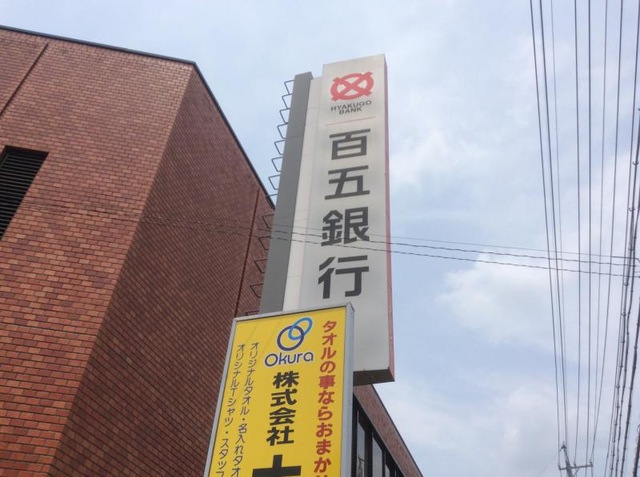 HYAKUGO
BANK
百五銀行
Okura
タオルの事ならおまか
株式会社
オリジナルタオル・名入れタオ
オリジナルTシャツ・スタッフ